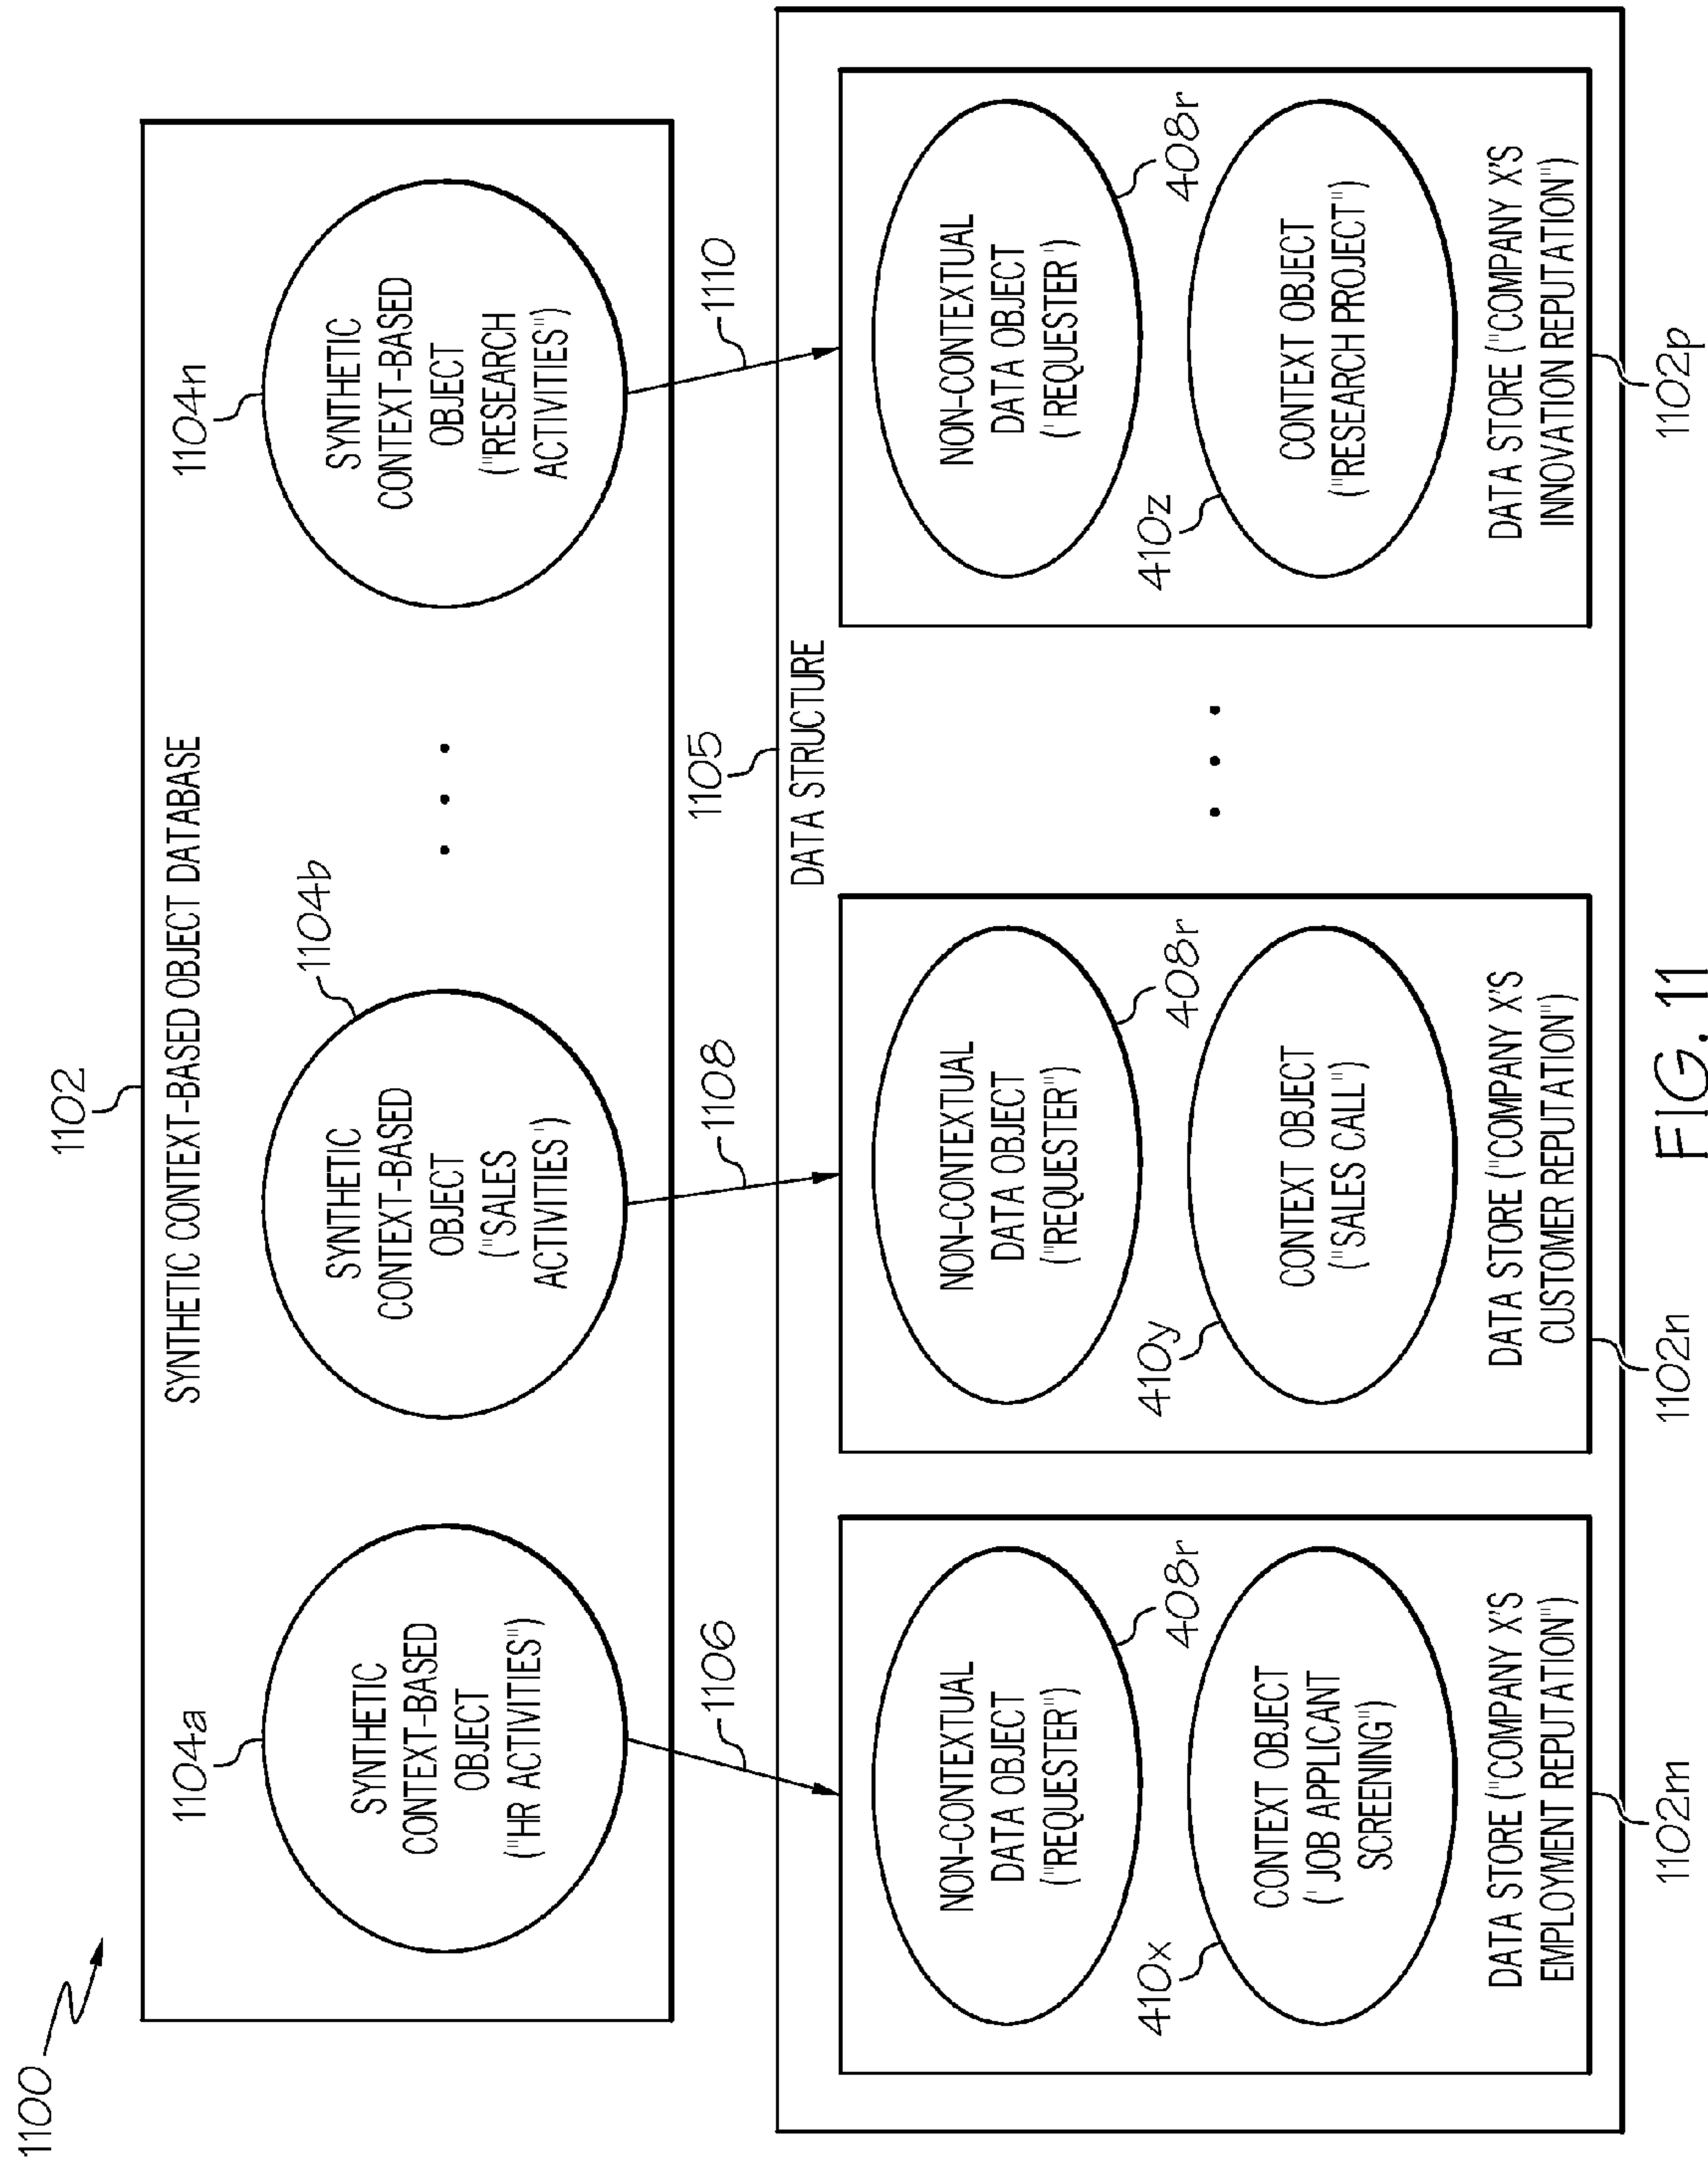 1100
1102
SYNTHETIC CONTEXT-BASED OBJECT DATABASE
1104a
SYNTHETIC
CONTEXT-BASED
OBJECT
("HR ACTIVITIES")
1104b
SYNTHETIC
CONTEXT-BASED
OBJECT
("SALES
ACTIVITIES')
. . .
1104n
SYNTHETIC
CONTEXT-BASED
OBJECT
("RESEARCH
ACTIVITIES")
1106
1108
1105
1110
DATA STRUCTURE
NON-CONTEXTUAL
DATA OBJECT
("REQUESTER")
408r
410x
CONTEXT OBJECT
(' JOB APPLICANT
SCREENING")
DATA STORE ("COMPANY X'S
EMPLOYMENT REPUTATION")
1102m
NON-CONTEXTUAL
DATA OBJECT
("REQUESTER")
408r
410y
CONTEXT OBJECT
("SALES CALL")
DATA STORE ("COMPANY X'S
CUSTOMER REPUTATION")
1102n
. . .
NON-CONTEXTUAL
DATA OBJECT
('REQUESTER')
408r
410z
CONTEXT OBJECT
("RESEARCH PROJECT")
DATA STORE ("COMPANY X'S
INNOVATION REPUTATION")
1102p
FIG. 11